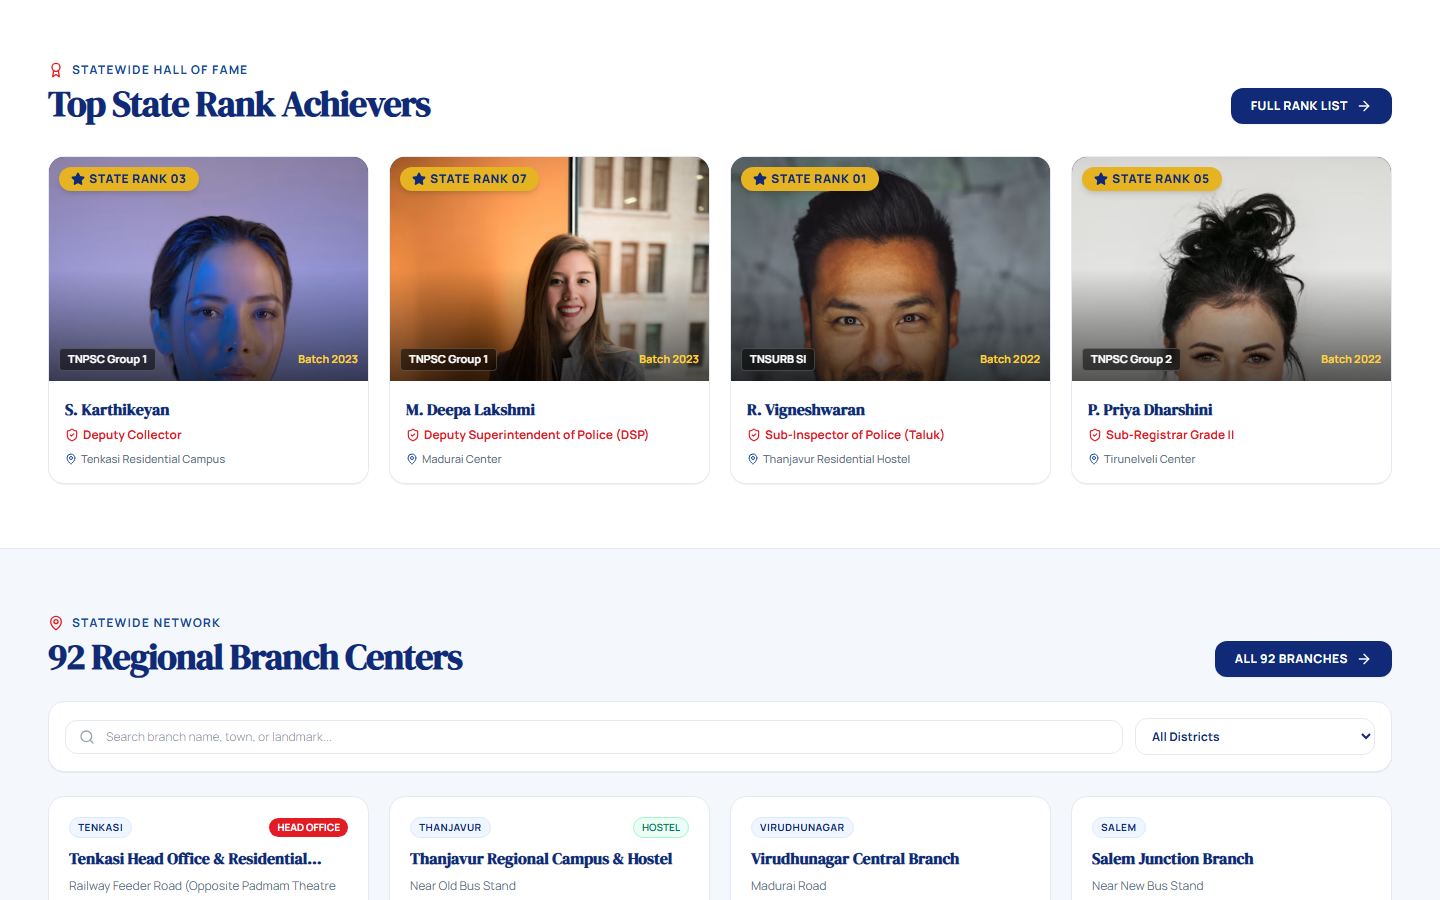 STATEWIDE HALL OF FAME
Top State Rank Achievers
FULL RANK LIST
STATE RANK 03
TNPSC Group 1
Batch 2023
S. Karthikeyan
Deputy Collector
Tenkasi Residential Campus
STATE RANK 07
TNPSC Group 1
Batch 2023
M. Deepa Lakshmi
Deputy Superintendent of Police (DSP)
Madurai Center
STATE RANK 01
TNSURB SI
Batch 2022
R. Vigneshwaran
Sub-Inspector of Police (Taluk)
Thanjavur Residential Hostel
STATE RANK 05
TNPSC Group 2
Batch 2022
P. Priya Dharshini
Sub-Registrar Grade II
Tirunelveli Center
STATEWIDE NETWORK
92 Regional Branch Centers
ALL 92 BRANCHES
Search branch name, town, or landmark...
All Districts
TENKASI
HEAD OFFICE
Tenkasi Head Office & Residential...
Railway Feeder Road (Opposite Padmam Theatre
THANJAVUR
HOSTEL
Thanjavur Regional Campus & Hostel
Near Old Bus Stand
VIRUDHUNAGAR
Virudhunagar Central Branch
Madurai Road
SALEM
Salem Junction Branch
Near New Bus Stand